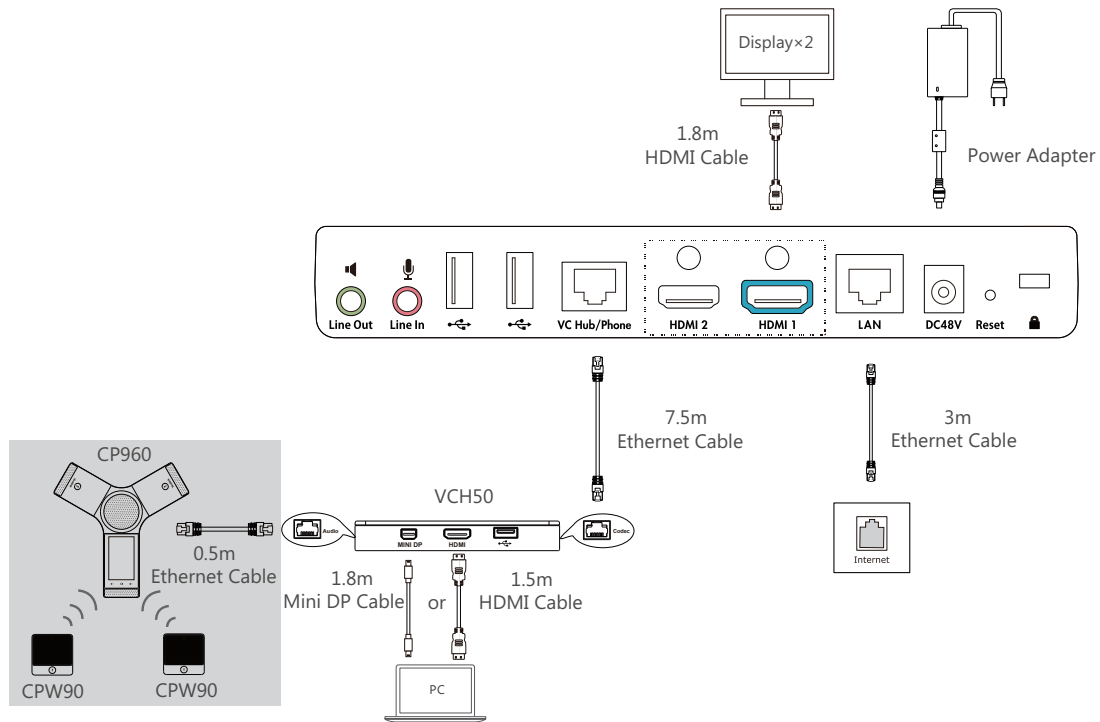 Display×2
1.8m
HDMI Cable
Power Adapter
Line Out
Line In
VC Hub/Phone
HDMI 2
HDMI 1
LAN
DC48V
Reset
7.5m
Ethernet Cable
3m
Ethernet Cable
CP960
VCH50
Audio
MINI DP
HDMI
Codec
0.5m
Ethernet Cable
1.8m
Mini DP Cable
or
1.5m
HDMI Cable
Internet
CPW90
CPW90
PC